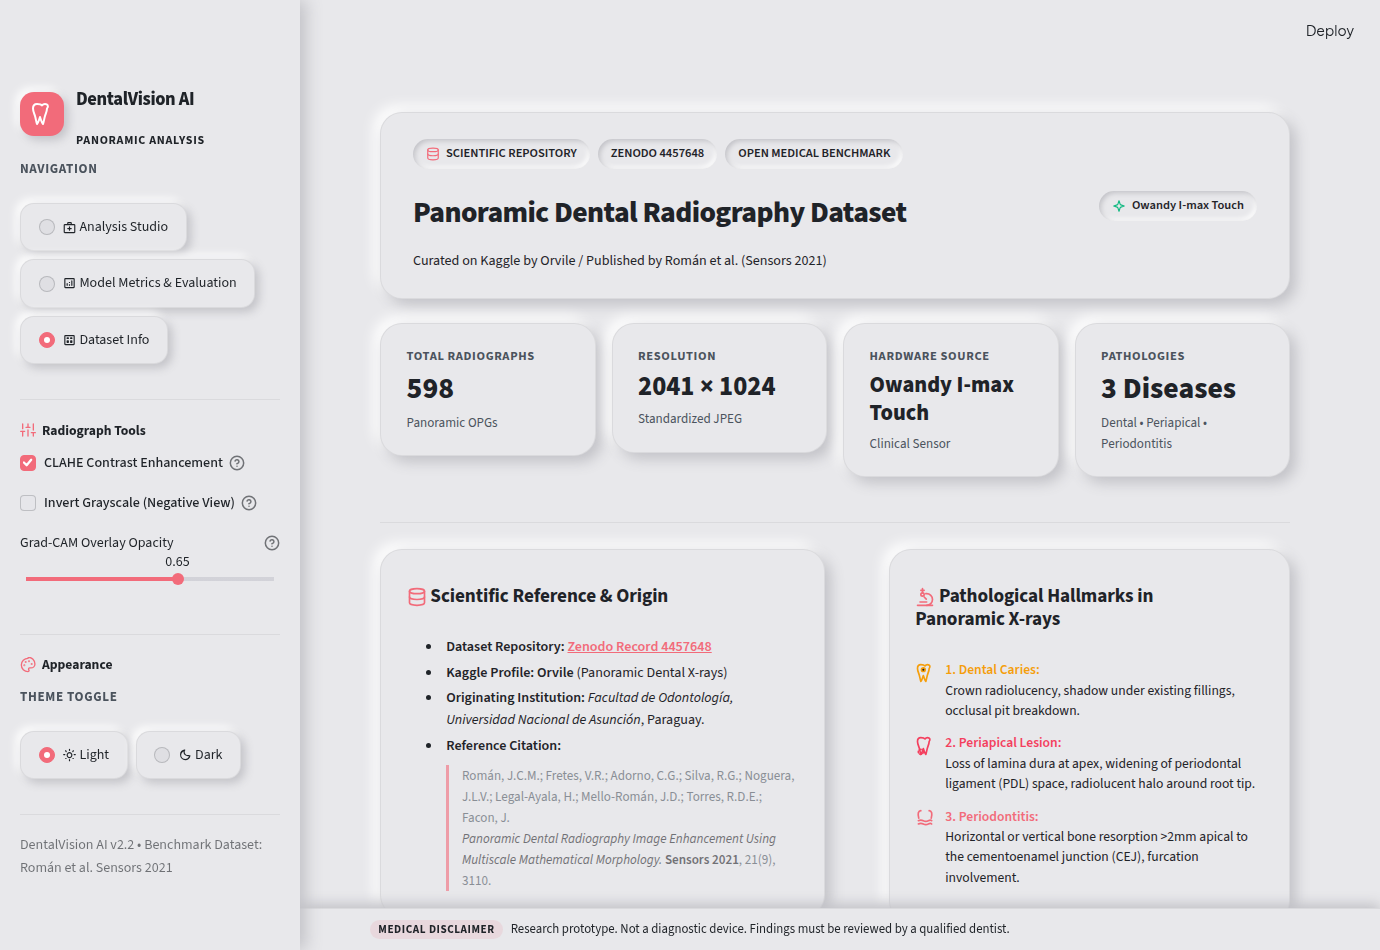 Deploy
DentalVision AI
PANORAMIC ANALYSIS
NAVIGATION
Analysis Studio
Model Metrics & Evaluation
Dataset Info
Radiograph Tools
CLAHE Contrast Enhancement
Invert Grayscale (Negative View)
Grad-CAM Overlay Opacity
0.65
Appearance
THEME TOGGLE
Light
Dark
DentalVision AI v2.2 • Benchmark Dataset:
Román et al. Sensors 2021
SCIENTIFIC REPOSITORY
ZENODO 4457648
OPEN MEDICAL BENCHMARK
Panoramic Dental Radiography Dataset
Owandy I-max Touch
Curated on Kaggle by Orvile / Published by Román et al. (Sensors 2021)
TOTAL RADIOGRAPHS
598
Panoramic OPGs
RESOLUTION
2041 × 1024
Standardized JPEG
HARDWARE SOURCE
Owandy I-max
Touch
Clinical Sensor
PATHOLOGIES
3 Diseases
Dental • Periapical •
Periodontitis
Scientific Reference & Origin
• Dataset Repository: Zenodo Record 4457648
• Kaggle Profile: Orvile (Panoramic Dental X-rays)
• Originating Institution: Facultad de Odontología,
Universidad Nacional de Asunción, Paraguay.
• Reference Citation:
Román, J.C.M.; Fretes, V.R.; Adorno, C.G.; Silva, R.G.; Noguera,
J.L.V.; Legal-Ayala, H.; Mello-Román, J.D.; Torres, R.D.E.;
Facon, J.
Panoramic Dental Radiography Image Enhancement Using
Multiscale Mathematical Morphology. Sensors 2021, 21(9),
3110.
Pathological Hallmarks in
Panoramic X-rays
1. Dental Caries:
Crown radiolucency, shadow under existing fillings,
occlusal pit breakdown.
2. Periapical Lesion:
Loss of lamina dura at apex, widening of periodontal
ligament (PDL) space, radiolucent halo around root tip.
3. Periodontitis:
Horizontal or vertical bone resorption >2mm apical to
the cementoenamel junction (CEJ), furcation
involvement.
MEDICAL DISCLAIMER Research prototype. Not a diagnostic device. Findings must be reviewed by a qualified dentist.